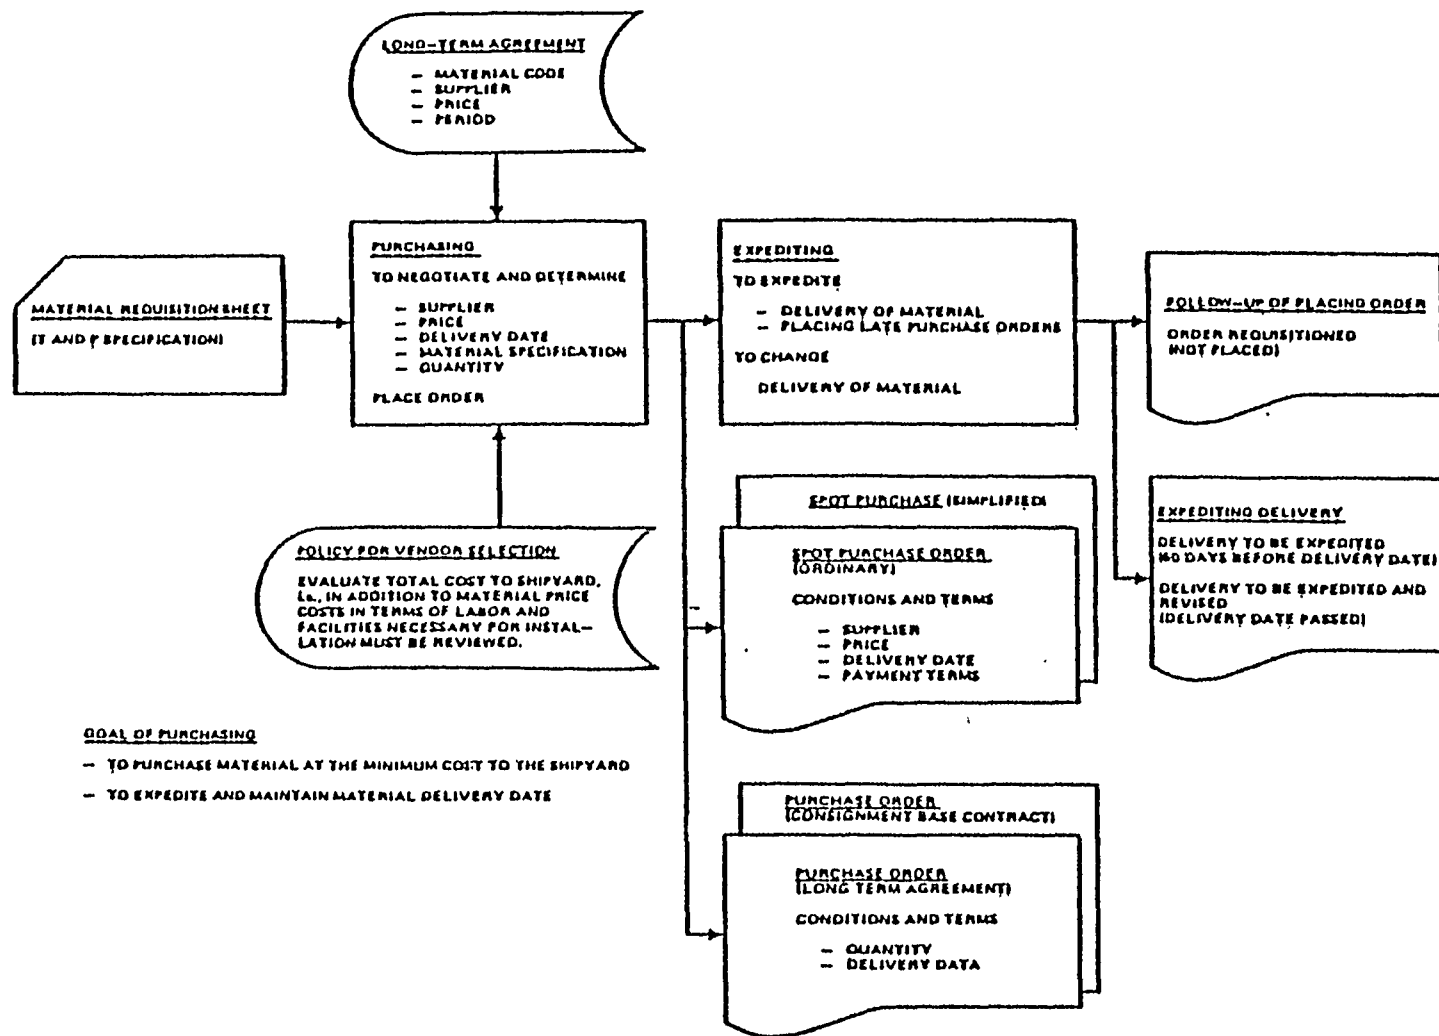 LONG-TERM AGREEMENT
– MATERIAL CODE
– SUPPLIER
– PRICE
– PERIOD
MATERIAL REQUISITION SHEET
(T AND P SPECIFICATION)
PURCHASING
TO NEGOTIATE AND DETERMINE
– SUPPLIER
– PRICE
– DELIVERY DATE
– MATERIAL SPECIFICATION
– QUANTITY
PLACE ORDER
EXPEDITING
TO EXPEDITE
– DELIVERY OF MATERIAL
– PLACING LATE PURCHASE ORDERS
TO CHANGE
DELIVERY OF MATERIAL
FOLLOW-UP OF PLACING ORDER
ORDER REQUISITIONED
(NOT PLACED)
POLICY FOR VENDOR SELECTION
EVALUATE TOTAL COST TO SHIPYARD,
i.e., IN ADDITION TO MATERIAL PRICE
COSTS IN TERMS OF LABOR AND
FACILITIES NECESSARY FOR INSTAL–
LATION MUST BE REVIEWED.
SPOT PURCHASE (SIMPLIFIED)
SPOT PURCHASE ORDER
(ORDINARY)
CONDITIONS AND TERMS
– SUPPLIER
– PRICE
– DELIVERY DATE
– PAYMENT TERMS
EXPEDITING DELIVERY
DELIVERY TO BE EXPEDITED
DAYS BEFORE DELIVERY DATE)
DELIVERY TO BE EXPEDITED AND
REVISED
(DELIVERY DATE PASSED)
GOAL OF PURCHASING
– TO PURCHASE MATERIAL AT THE MINIMUM COST TO THE SHIPYARD
– TO EXPEDITE AND MAINTAIN MATERIAL DELIVERY DATE
PURCHASE ORDER
(CONSIGNMENT BASE CONTRACT)
PURCHASE ORDER
(LONG TERM AGREEMENT)
CONDITIONS AND TERMS
– QUANTITY
– DELIVERY DATA